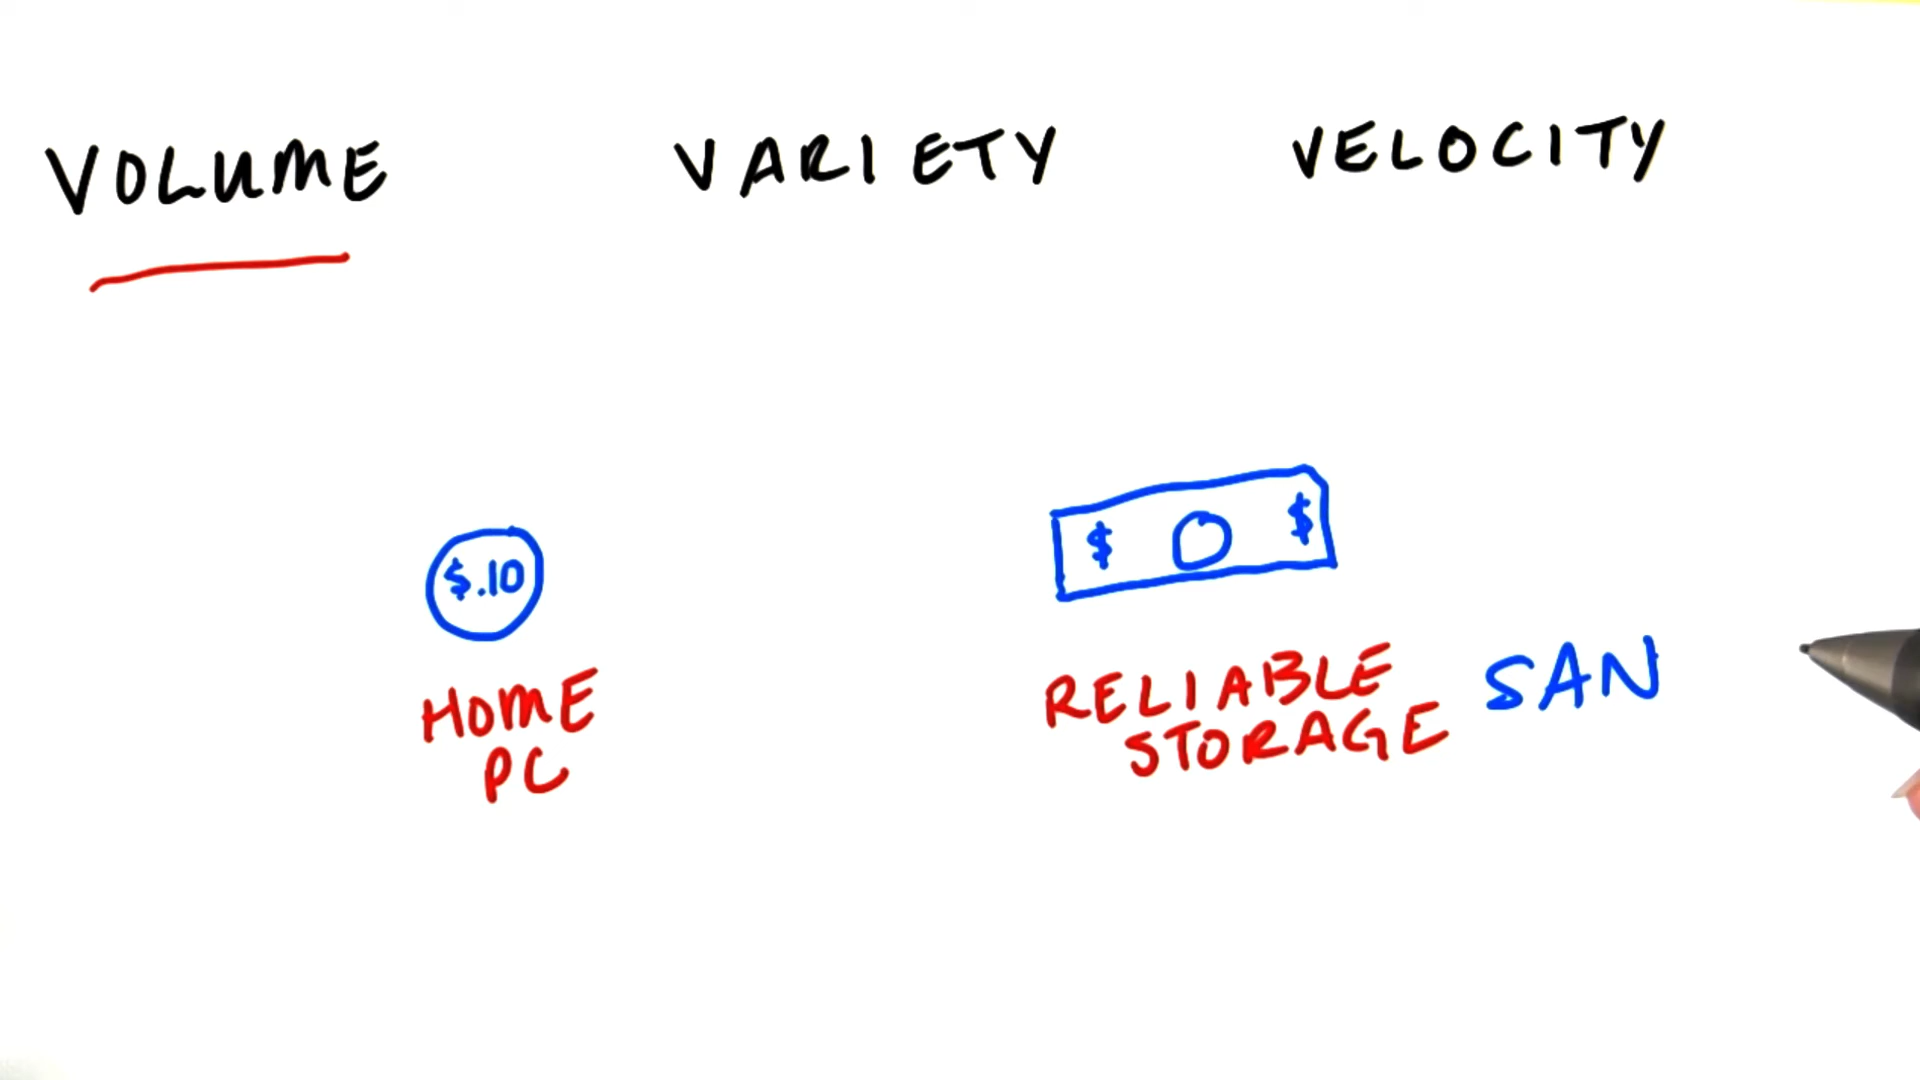 VOLUME VARIETY VELOCITY
$.10
$ $
HOME
PC
RELIABLE SAN
STORAGE